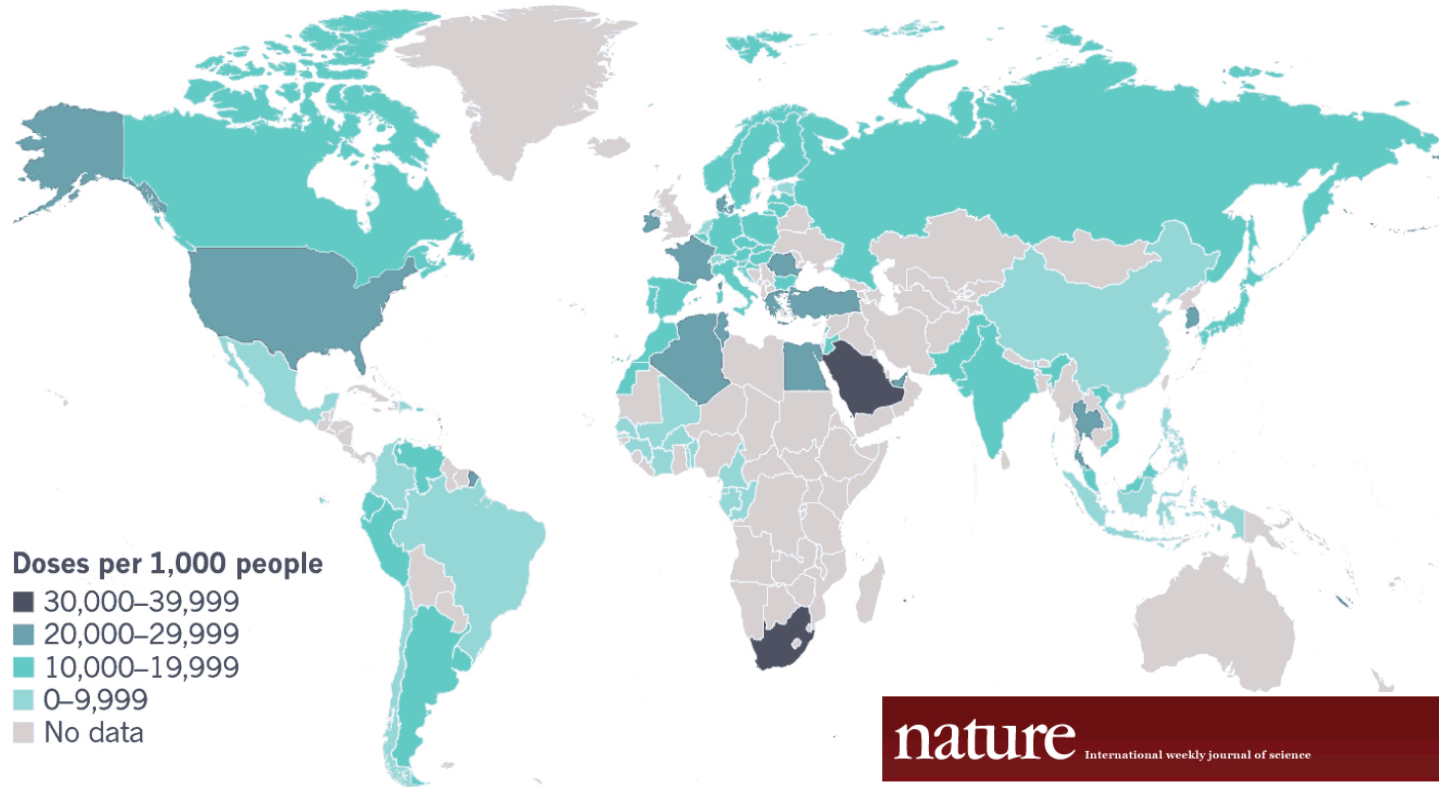 Doses per 1,000 people
30,000–39,999
20,000–29,999
10,000–19,999
0–9,999
No data
nature International weekly journal of science